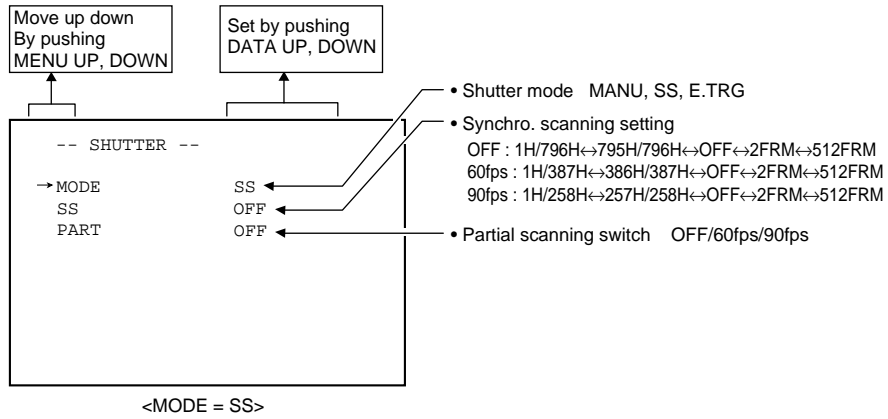 Move up down
By pushing
MENU UP, DOWN
Set by pushing
DATA UP, DOWN
-- SHUTTER --
→MODE SS
SS OFF
PART OFF
• Shutter mode MANU, SS, E.TRG
• Synchro. scanning setting
OFF : 1H/796H↔795H/796H↔OFF↔2FRM↔512FRM
60fps : 1H/387H↔386H/387H↔OFF↔2FRM↔512FRM
90fps : 1H/258H↔257H/258H↔OFF↔2FRM↔512FRM
• Partial scanning switch OFF/60fps/90fps
<MODE = SS>